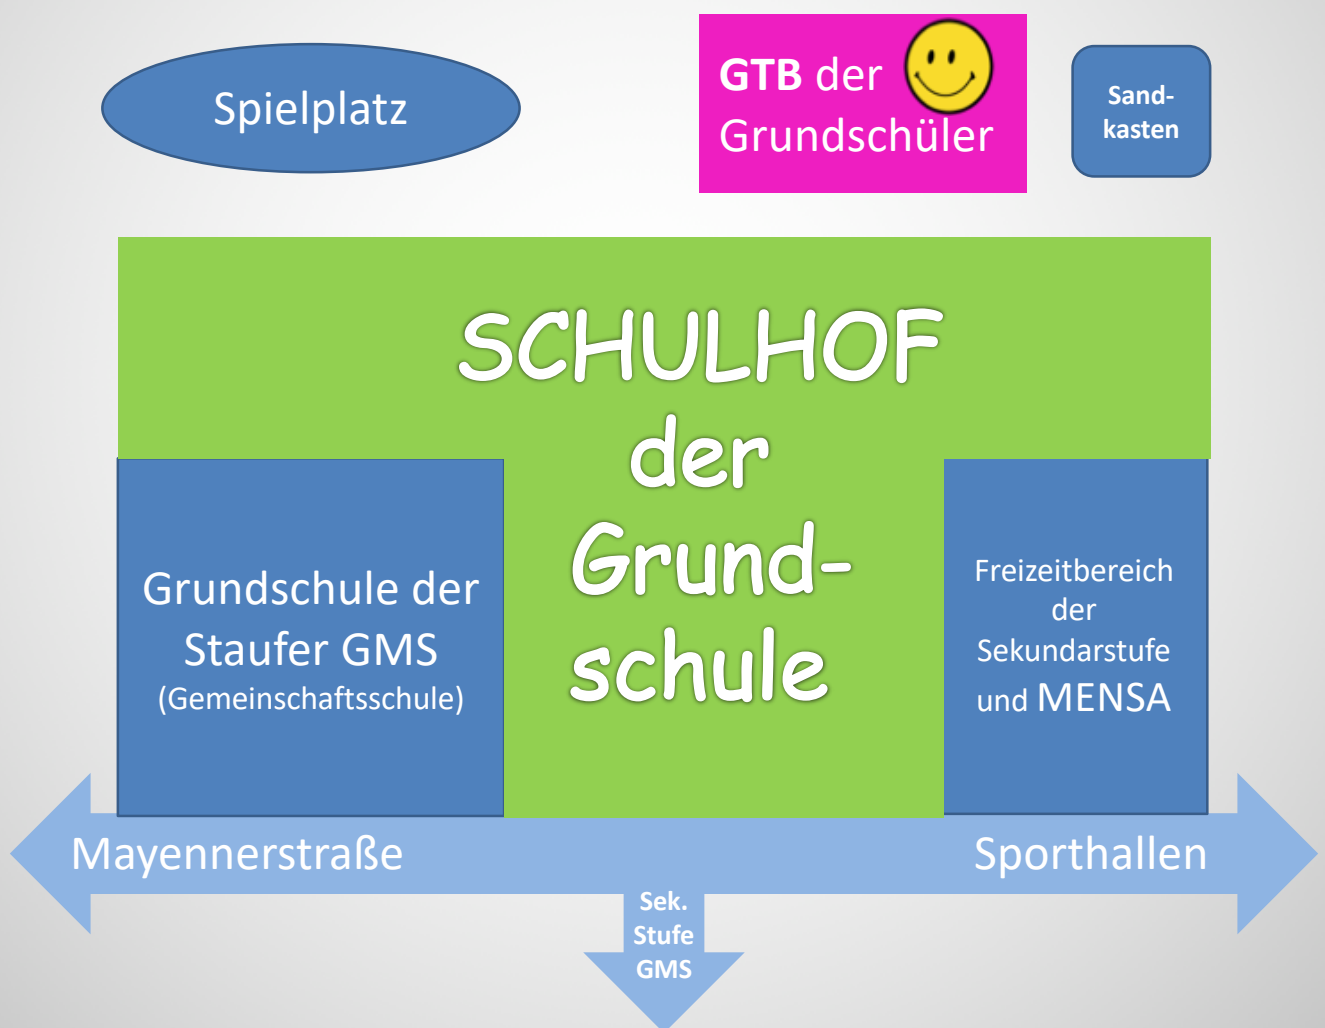 Spielplatz
GTB der
Grundschüler
Sand-
kasten
SCHULHOF
der
Grund-
schule
Grundschule der
Staufer GMS
(Gemeinschaftsschule)
Freizeitbereich
der
Sekundarstufe
und MENSA
Mayennerstraße
Sporthallen
Sek.
Stufe
GMS